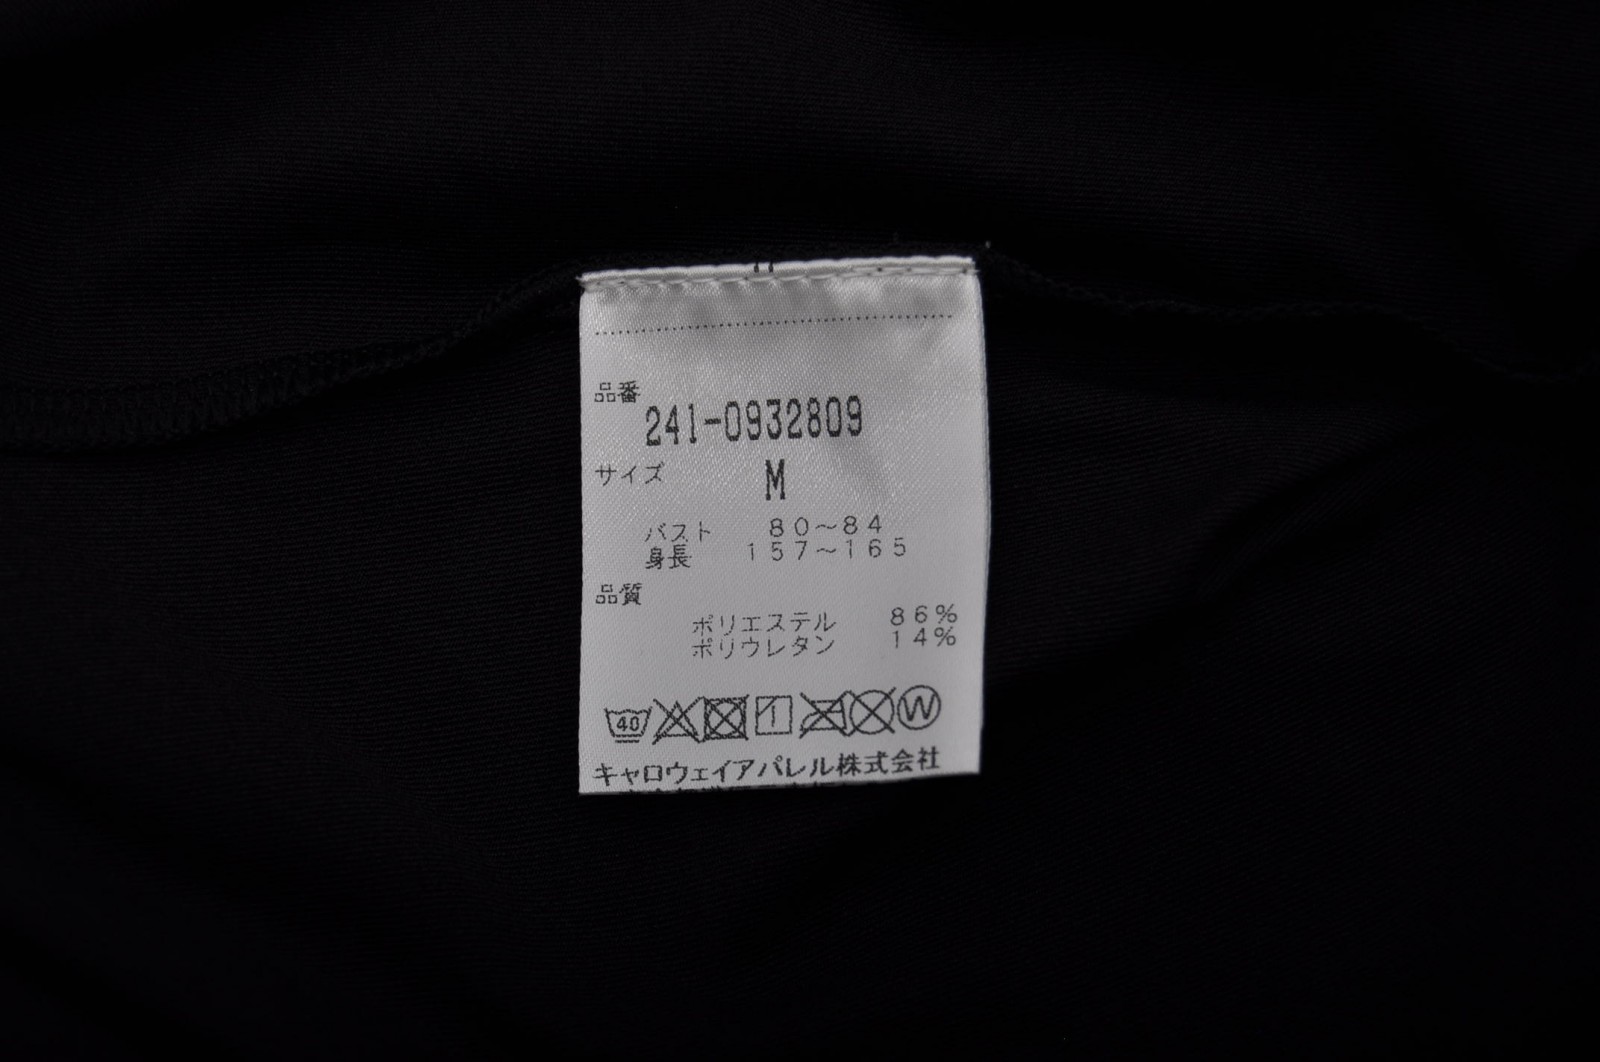 品番
241-0932809
サイズ M
バスト 80～84
身長 157～165
品質
ポリエステル 86%
ポリウレタン 14%
40 W
キャロウェイアパレル株式会社